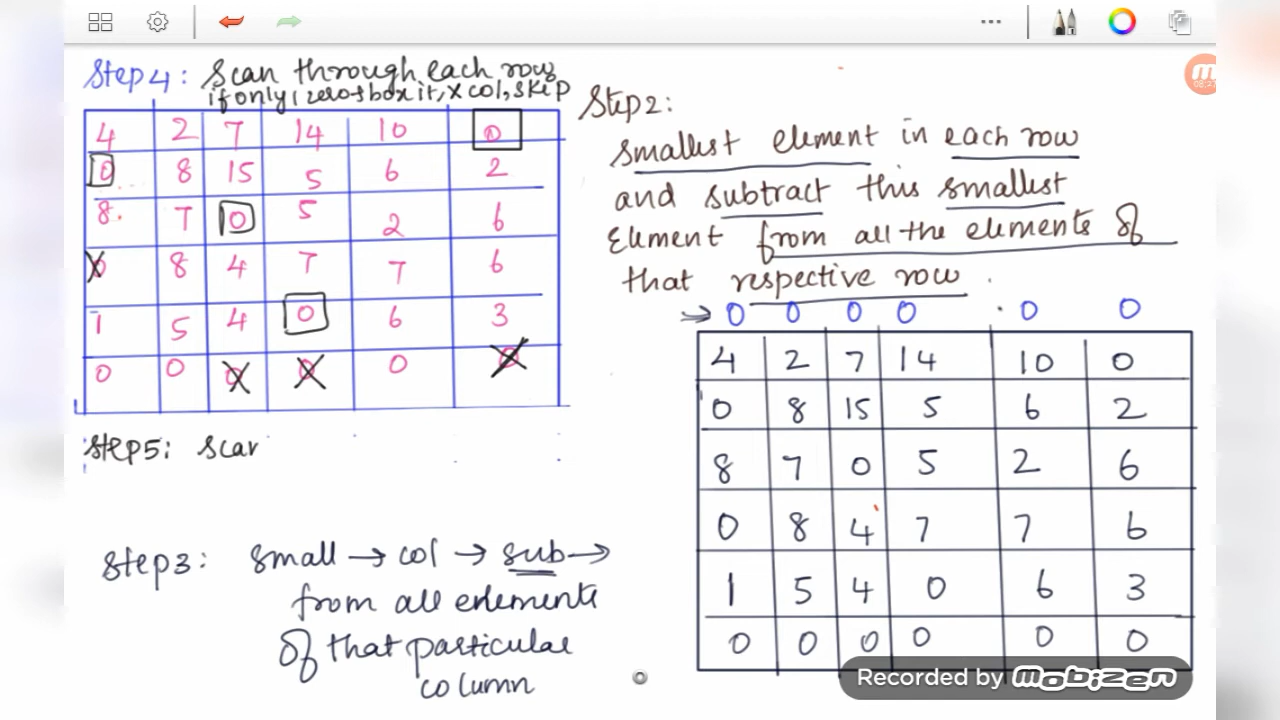 Step4: Scan through each row
if only 1 zero → box it, x col, skip
4 2 7 14 10 0
0 8 15 5 6 2
8 7 0 5 2 6
0 8 4 7 7 6
1 5 4 0 6 3
0 0 0 0 0 0
Step5: Scar
Step3: Small → col → sub →
from all elements
of that particular
column
Step2:
Smallest element in each row
and subtract this smallest
Element from all the elements of
that respective row.
→ 0 0 0 0 0 0
4 2 7 14 10 0
0 8 15 5 6 2
8 7 0 5 2 6
0 8 4 7 7 6
1 5 4 0 6 3
0 0 0 0 0 0
Recorded by mobizen